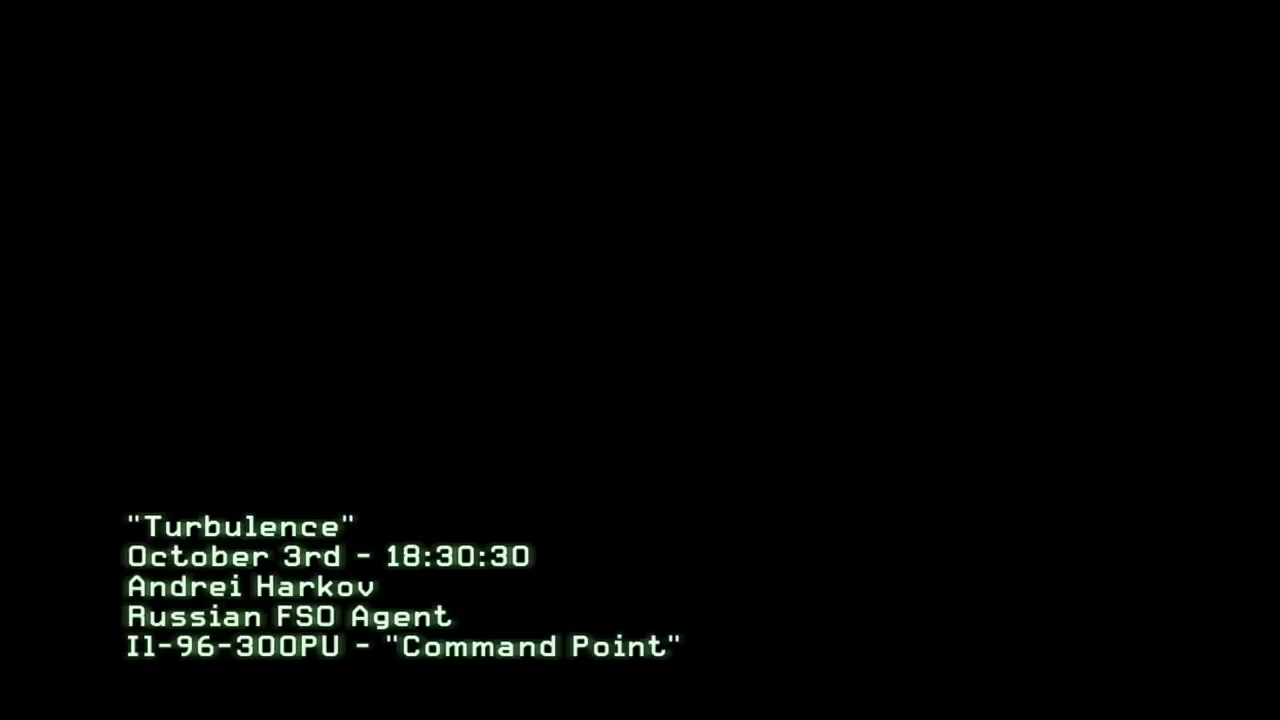 "Turbulence"
October 3rd - 18:30:30
Andrei Harkov
Russian FSO Agent
Il-96-300PU - "Command Point"